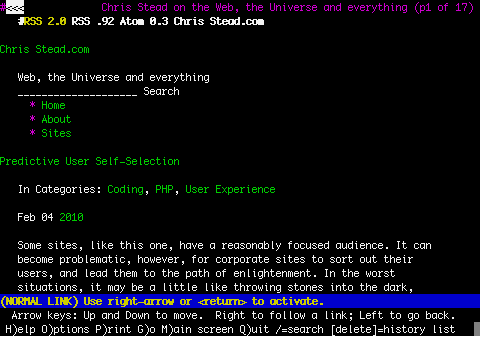 #<<< Chris Stead on the Web, the Universe and everything (p1 of 17)
#RSS 2.0 RSS .92 Atom 0.3 Chris Stead.com
Chris Stead.com
Web, the Universe and everything
____________________ Search
* Home
* About
* Sites
Predictive User Self-Selection
In Categories: Coding, PHP, User Experience
Feb 04 2010
Some sites, like this one, have a reasonably focused audience. It can
become problematic, however, for corporate sites to sort out their
users, and lead them to the path of enlightenment. In the worst
situations, it may be a little like throwing stones into the dark,
(NORMAL LINK) Use right-arrow or <return> to activate.
Arrow keys: Up and Down to move. Right to follow a link; Left to go back.
H)elp O)ptions P)rint G)o M)ain screen Q)uit /=search [delete]=history list